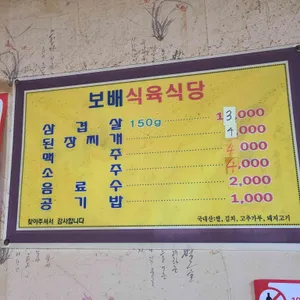 보배식육식당
삼겹살 150g 13,000
된장찌개 4,000
맥주 4,000
소주 4,000
음료수 2,000
공기밥 1,000
찾아주셔서 감사합니다
국내산:쌀, 김치, 고추가루, 돼지고기